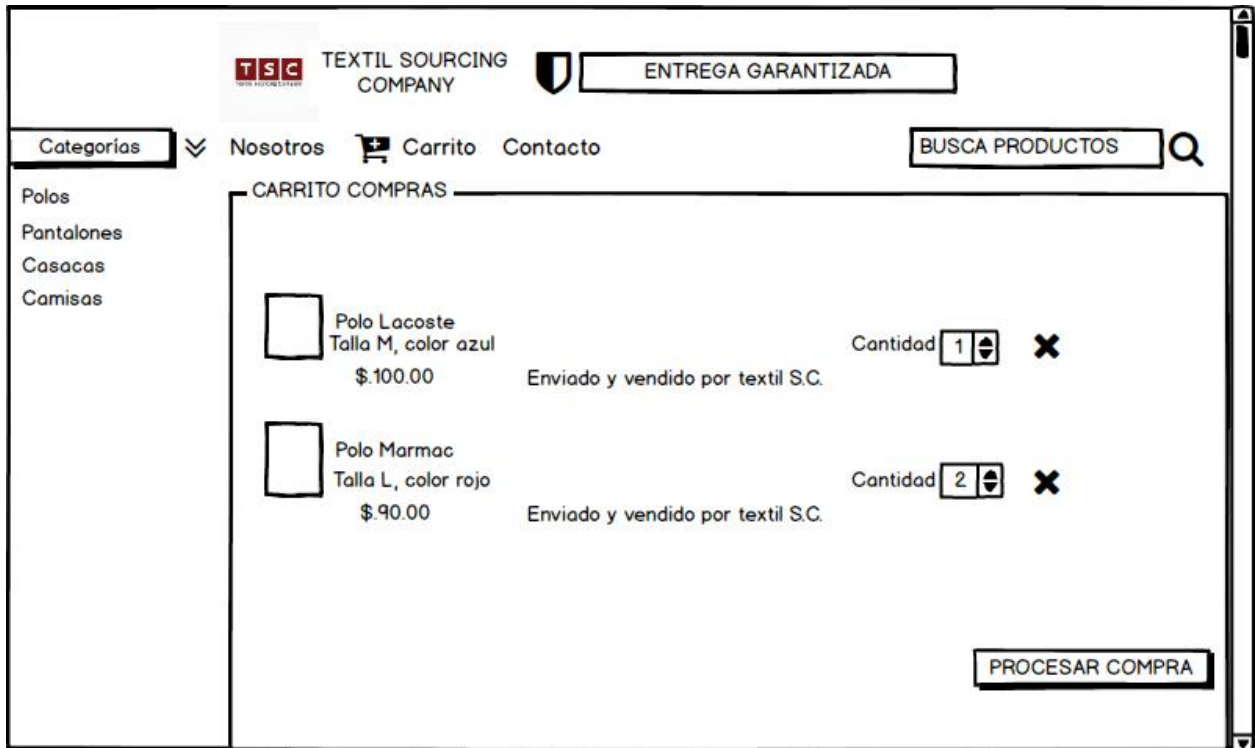 TSC
TEXTIL SOURCING
COMPANY
ENTREGA GARANTIZADA
Categorías
Nosotros
Carrito
Contacto
BUSCA PRODUCTOS
Polos
Pantalones
Casacas
Camisas
CARRITO COMPRAS
Polo Lacoste
Talla M, color azul
$.100.00
Enviado y vendido por textil S.C.
Cantidad 1
Polo Marmac
Talla L, color rojo
$.90.00
Enviado y vendido por textil S.C.
Cantidad 2
PROCESAR COMPRA